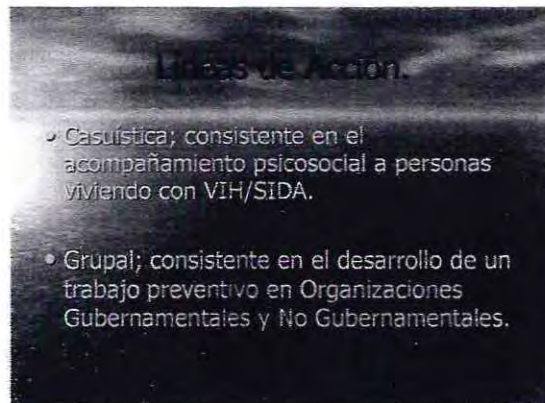 Líneas de Acción.
• Casuística; consistente en el
acompañamiento psicosocial a personas
viviendo con VIH/SIDA.
• Grupal; consistente en el desarrollo de un
trabajo preventivo en Organizaciones
Gubernamentales y No Gubernamentales.